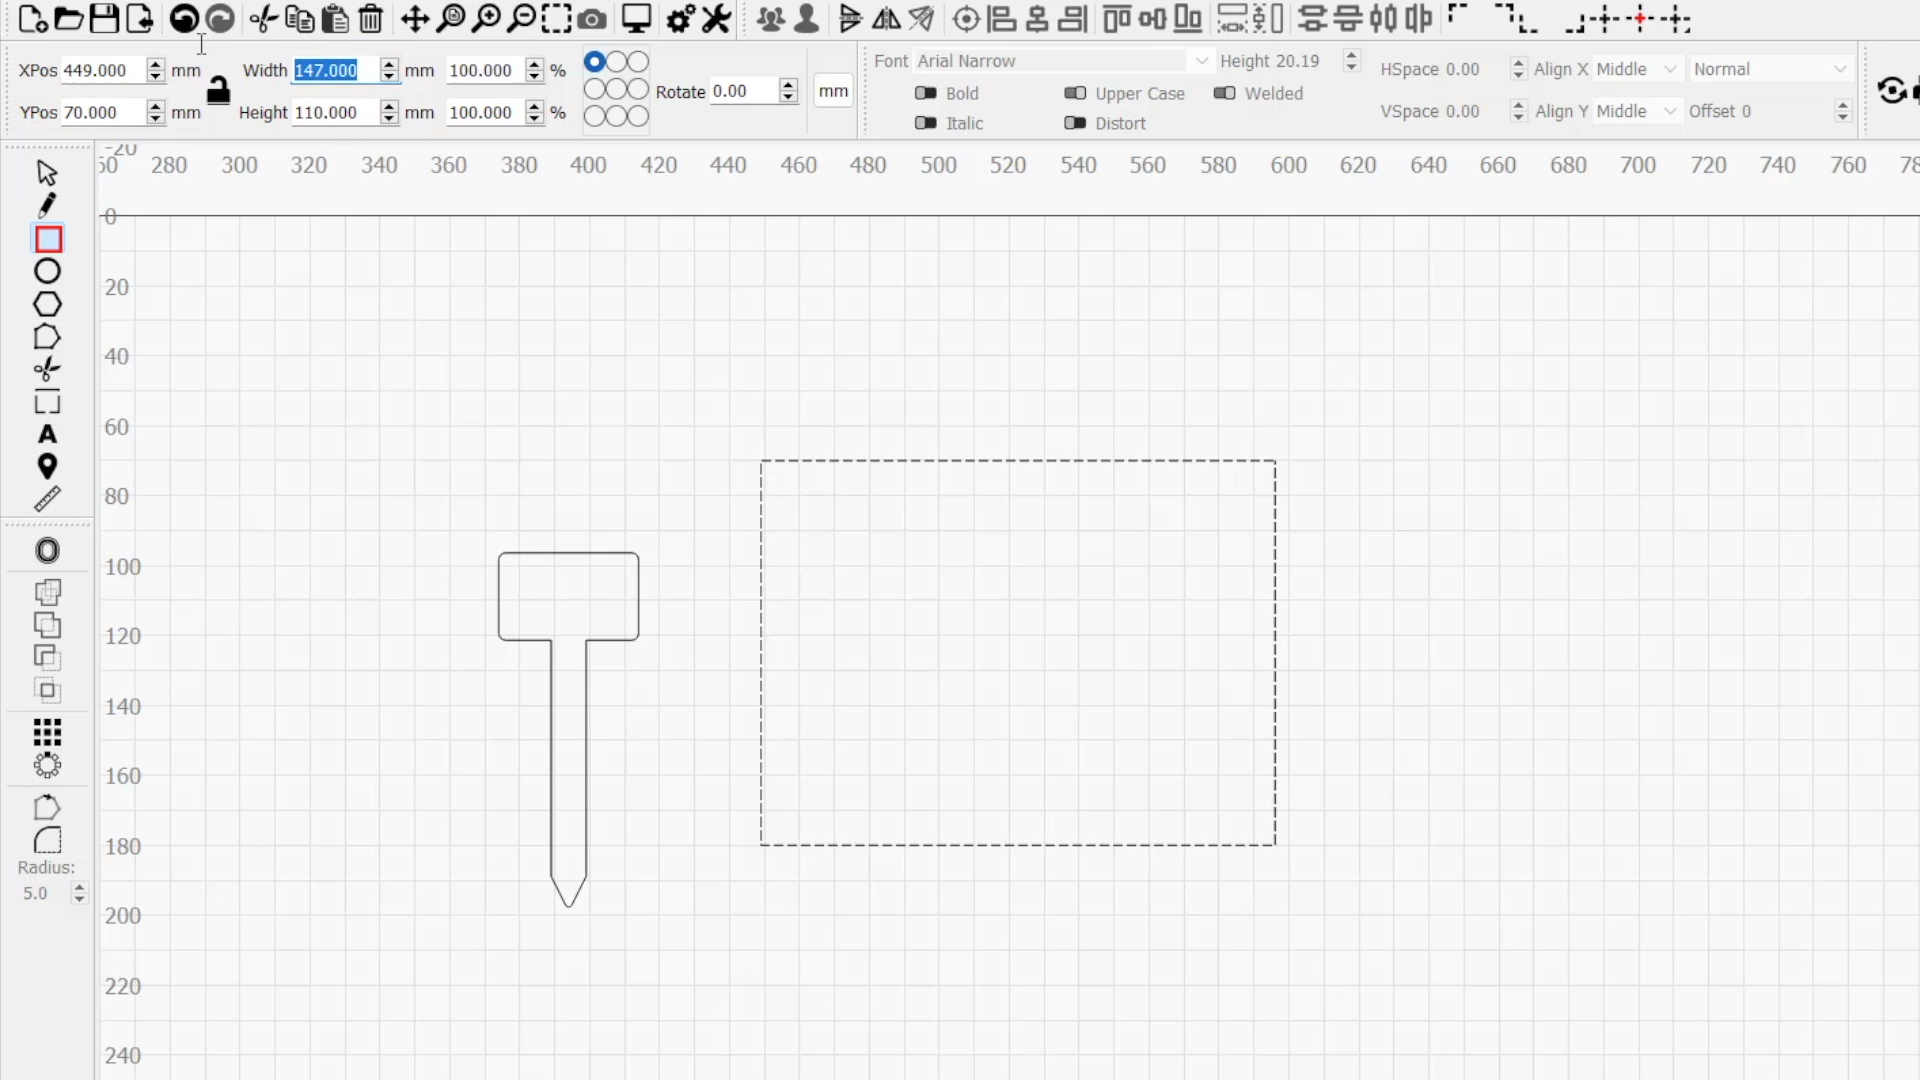 XPos 449.000 mm Width 147.000 mm 100.000 %
YPos 70.000 mm Height 110.000 mm 100.000 %
Rotate 0.00 mm
Font Arial Narrow Height 20.19
Bold Upper Case Welded
Italic Distort
HSpace 0.00 Align X Middle Normal
VSpace 0.00 Align Y Middle Offset 0
-20
280 300 320 340 360 380 400 420 440 460 480 500 520 540 560 580 600 620 640 660 680 700 720 740 760
0
20
40
60
80
100
120
140
160
180
200
220
240
A
Radius:
5.0